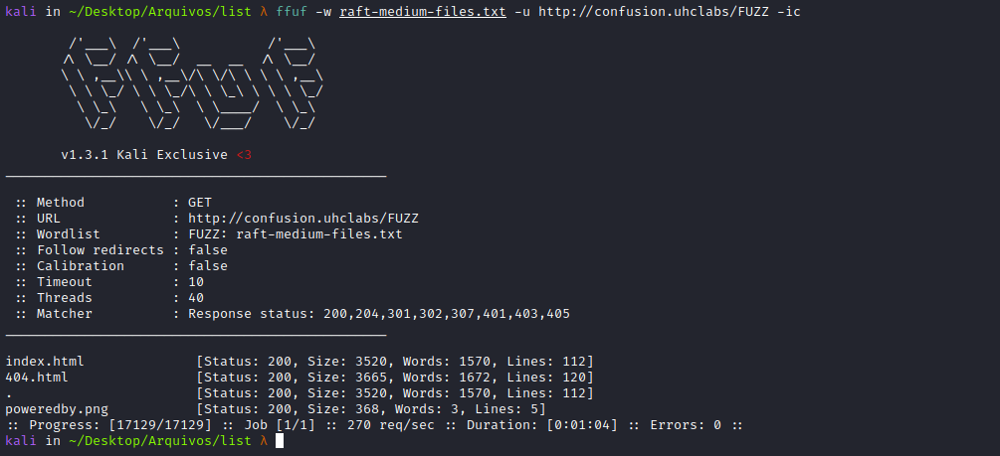 kali in ~/Desktop/Arquivos/list λ ffuf -w raft-medium-files.txt -u http://confusion.uhclabs/FUZZ -ic
        /'___\  /'___\           /'___\
       /\ \__/ /\ \__/  __  __  /\ \__/
       \ \ ,__\\ \ ,__\/\ \/\ \ \ \ ,__\
        \ \ \_/ \ \ \_/\ \ \_\ \ \ \ \_/
         \ \_\   \ \_\  \ \____/  \ \_\
          \/_/    \/_/   \/___/    \/_/
v1.3.1 Kali Exclusive <3
________________________________________________
:: Method : GET
:: URL : http://confusion.uhclabs/FUZZ
:: Wordlist : FUZZ: raft-medium-files.txt
:: Follow redirects : false
:: Calibration : false
:: Timeout : 10
:: Threads : 40
:: Matcher : Response status: 200,204,301,302,307,401,403,405
________________________________________________
index.html [Status: 200, Size: 3520, Words: 1570, Lines: 112]
404.html [Status: 200, Size: 3665, Words: 1672, Lines: 120]
. [Status: 200, Size: 3520, Words: 1570, Lines: 112]
poweredby.png [Status: 200, Size: 368, Words: 3, Lines: 5]
:: Progress: [17129/17129] :: Job [1/1] :: 270 req/sec :: Duration: [0:01:04] :: Errors: 0 ::
kali in ~/Desktop/Arquivos/list λ